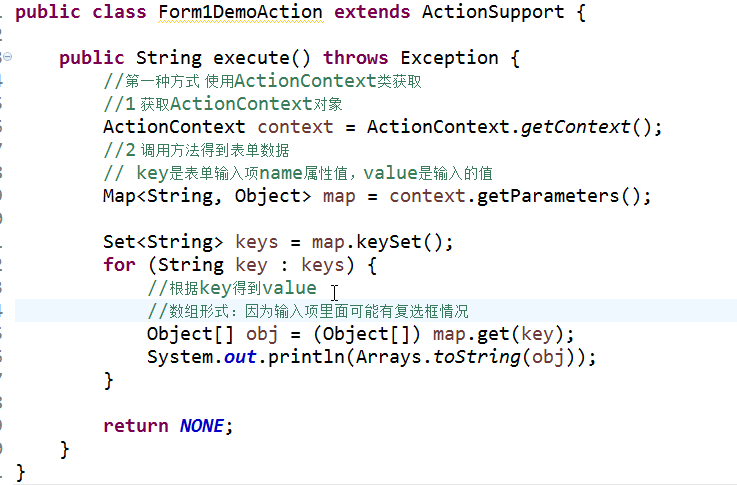 public class Form1DemoAction extends ActionSupport {
public String execute() throws Exception {
//第一种方式 使用ActionContext类获取
//1 获取ActionContext对象
ActionContext context = ActionContext.getContext();
//2 调用方法得到表单数据
// key是表单输入项name属性值，value是输入的值
Map<String, Object> map = context.getParameters();
Set<String> keys = map.keySet();
for (String key : keys) {
//根据key得到value
//数组形式：因为输入项里面可能有复选框情况
Object[] obj = (Object[]) map.get(key);
System.out.println(Arrays.toString(obj));
}
return NONE;
}
}